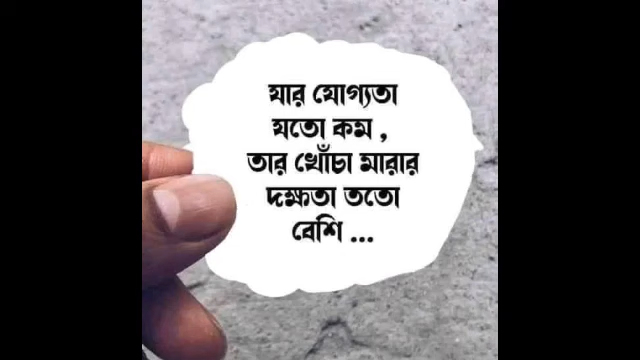 যার যোগ্যতা
যতো কম ,
তার খোঁচা মারার
দক্ষতা ততো
বেশি ...